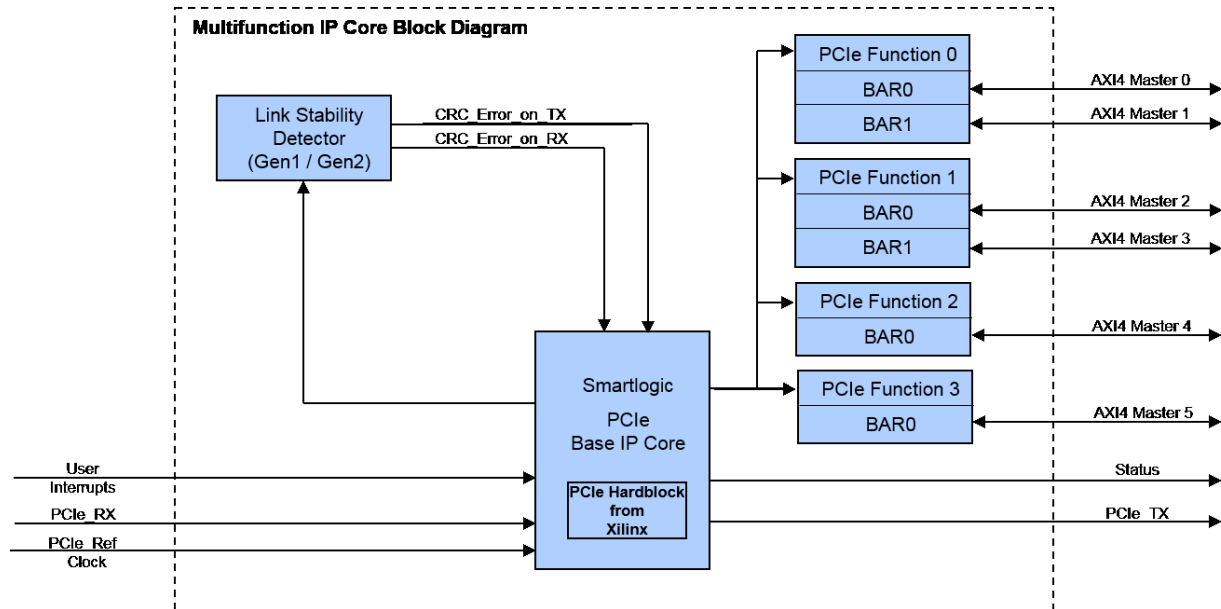 Multifunction IP Core Block Diagram
Link Stability
Detector
(Gen1 / Gen2)
CRC_Error_on_TX
CRC_Error_on_RX
PCIe Function 0
BAR0
AXI4 Master 0
BAR1
AXI4 Master 1
PCIe Function 1
BAR0
AXI4 Master 2
BAR1
AXI4 Master 3
PCIe Function 2
BAR0
AXI4 Master 4
PCIe Function 3
BAR0
AXI4 Master 5
Smartlogic
PCIe
Base IP Core
PCIe Hardblock
from
Xilinx
User
Interrupts
PCIe_RX
PCIe_Ref
Clock
Status
PCIe_TX